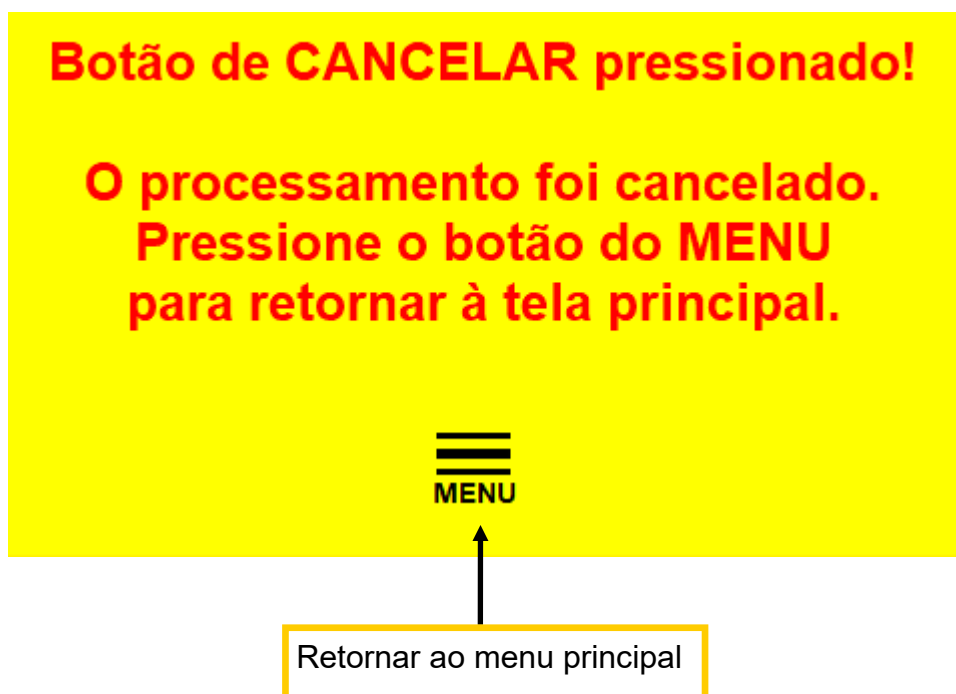 Botão de CANCELAR pressionado!
O processamento foi cancelado.
Pressione o botão do MENU
para retornar à tela principal.
MENU
Retornar ao menu principal